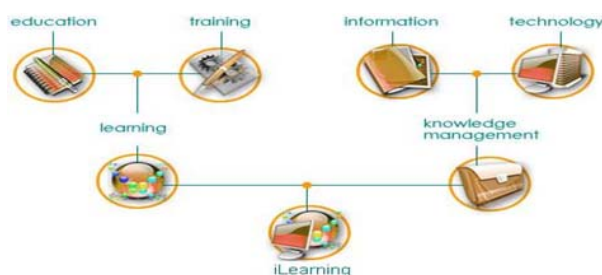 education
training
information
technology
learning
knowledge
management
iLearning